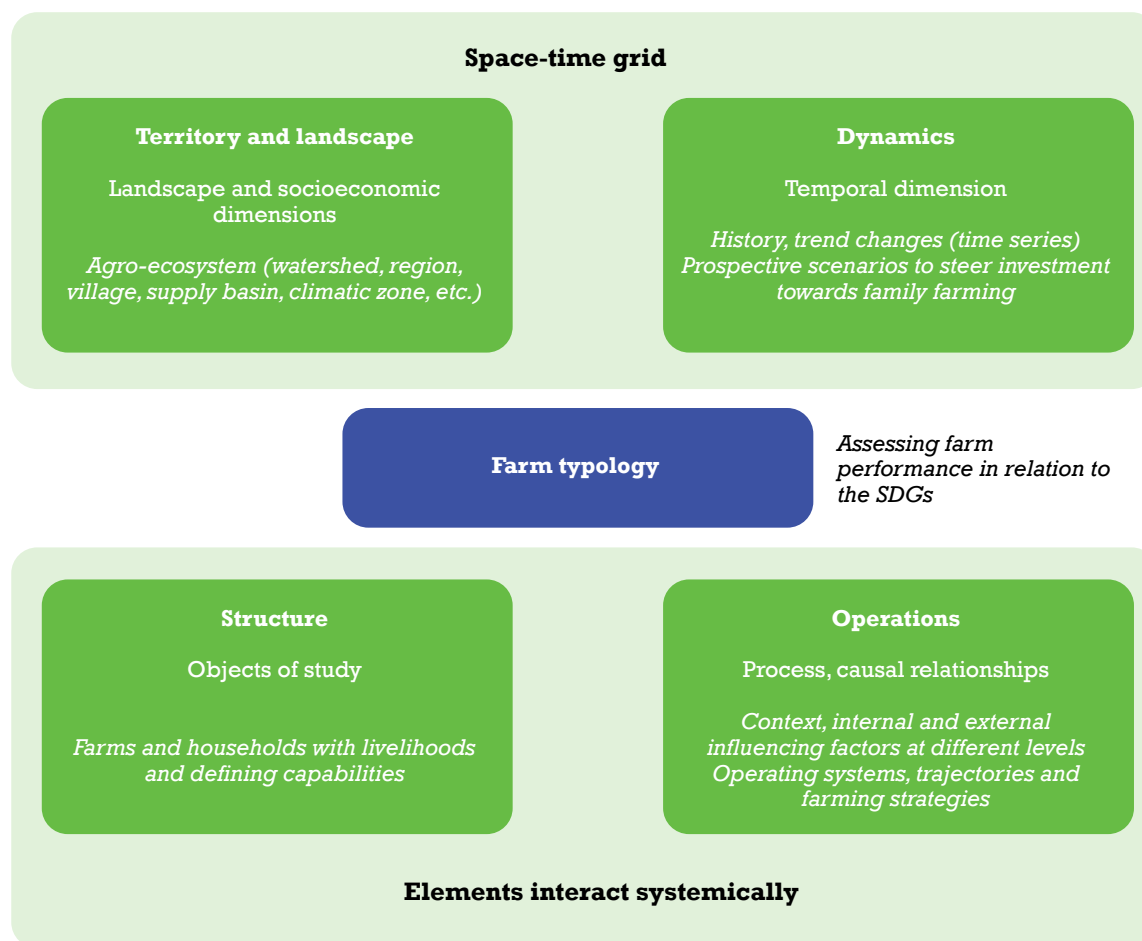 Space-time grid
Territory and landscape
Landscape and socioeconomic
dimensions
Agro-ecosystem (watershed, region,
village, supply basin, climatic zone, etc.)
Dynamics
Temporal dimension
History, trend changes (time series)
Prospective scenarios to steer investment
towards family farming
Farm typology
Assessing farm
performance in relation to
the SDGs
Structure
Objects of study
Farms and households with livelihoods
and defining capabilities
Operations
Process, causal relationships
Context, internal and external
influencing factors at different levels
Operating systems, trajectories and
farming strategies
Elements interact systemically